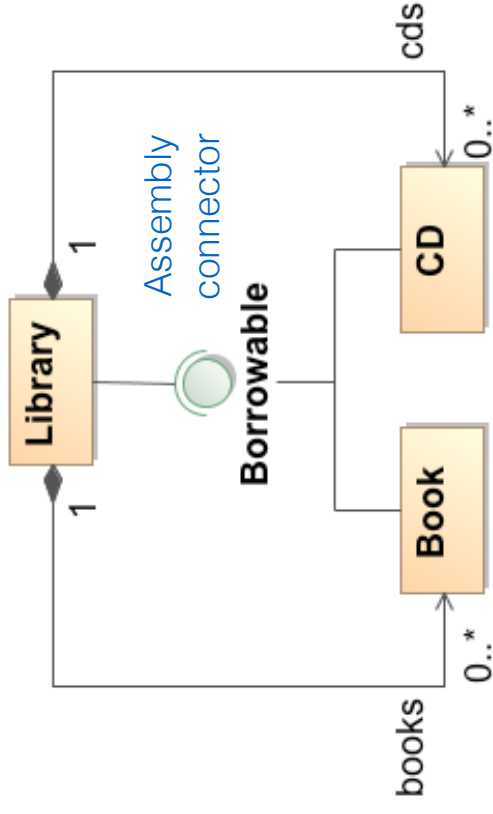 Library
1
1
Assembly
connector
Borrowable
Book
CD
books
0..*
cds
0..*